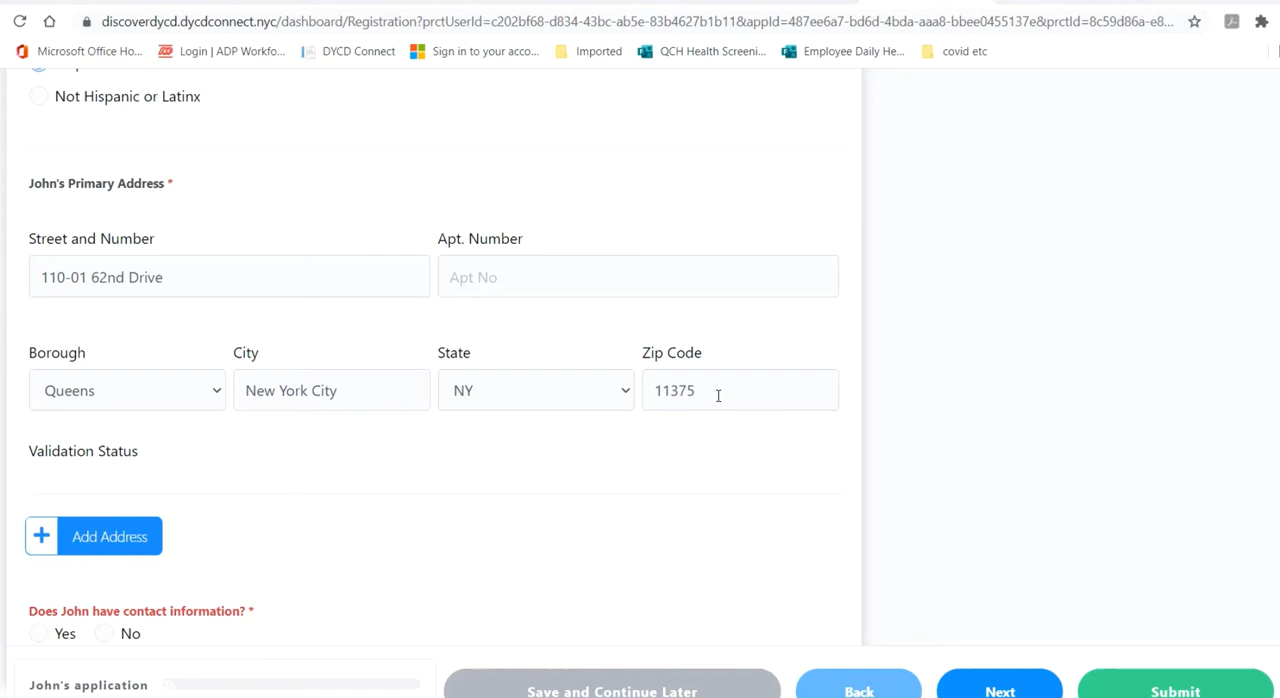 discoverdycd.dycdconnect.nyc/dashboard/Registration?prctUserId=c202bf68-d834-43bc-ab5e-83b4627b1b11&appId=487ee6a7-bd6d-4bda-aaa8-bbee0455137e&prctId=8c59d86a-e8...
Microsoft Office Ho... Login | ADP Workfo... DYCD Connect Sign in to your acco... Imported QCH Health Screeni... Employee Daily He... covid etc
Not Hispanic or Latinx
John's Primary Address *
Street and Number Apt. Number
110-01 62nd Drive Apt No
Borough City State Zip Code
Queens New York City NY 11375
Validation Status
+ Add Address
Does John have contact information? *
Yes No
John's application Save and Continue Later Back Next Submit